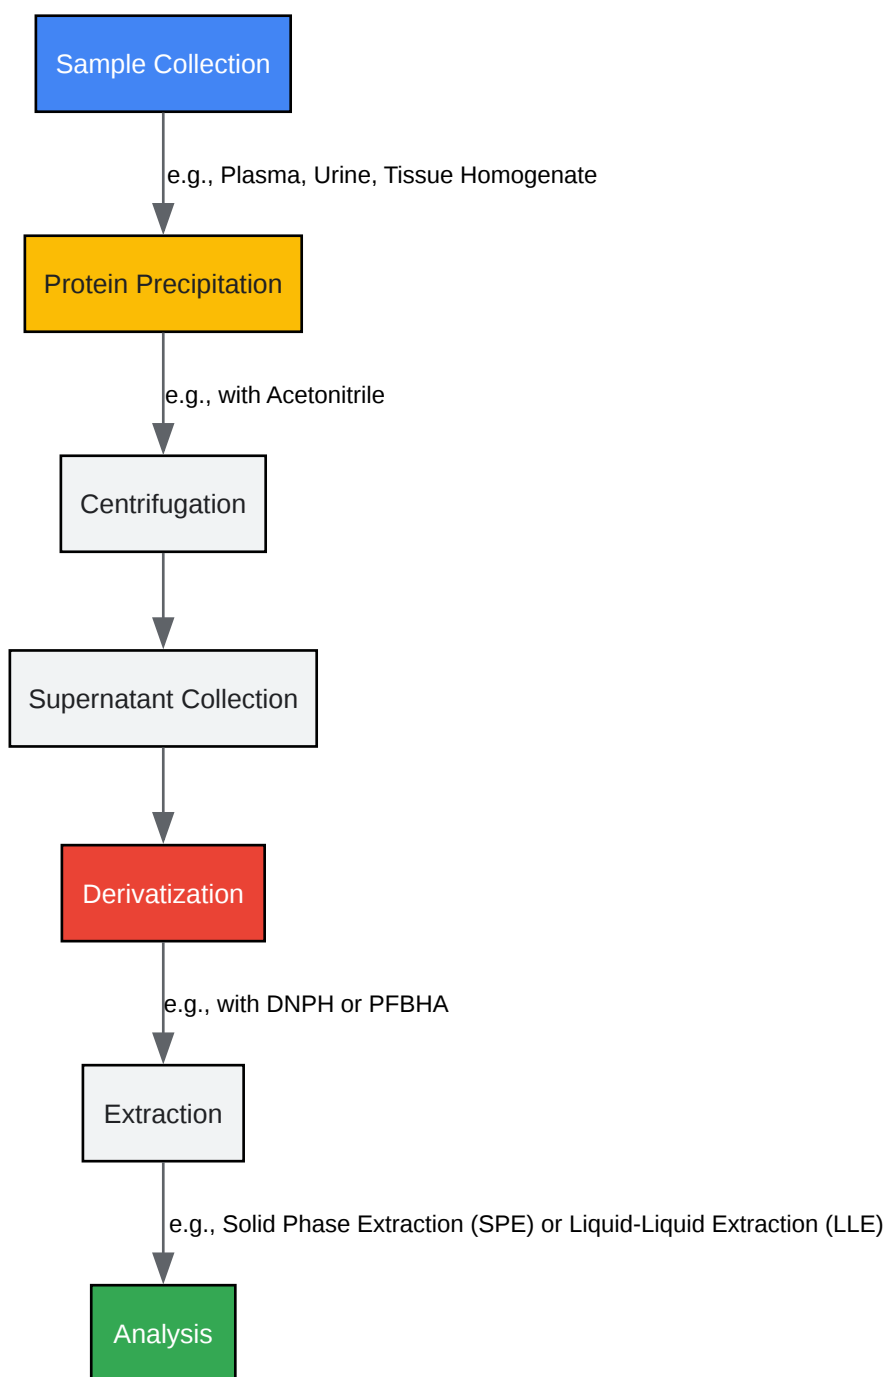 Sample Collection
e.g., Plasma, Urine, Tissue Homogenate
Protein Precipitation
e.g., with Acetonitrile
Centrifugation
Supernatant Collection
Derivatization
e.g., with DNPH or PFBHA
Extraction
e.g., Solid Phase Extraction (SPE) or Liquid-Liquid Extraction (LLE)
Analysis